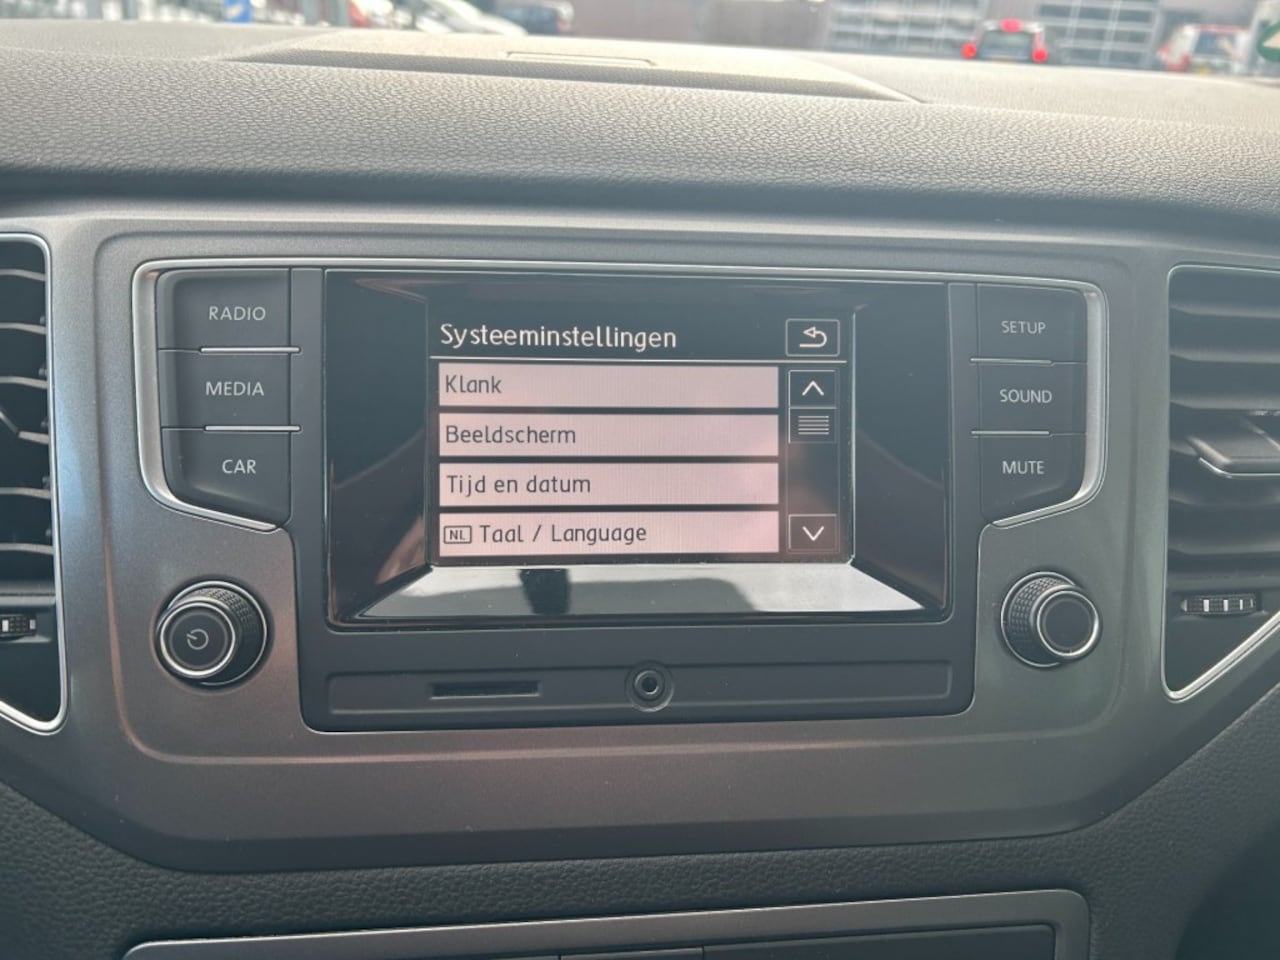 RADIO
MEDIA
CAR
Systeeminstellingen
Klank
Beeldscherm
Tijd en datum
NL Taal / Language
SETUP
SOUND
MUTE